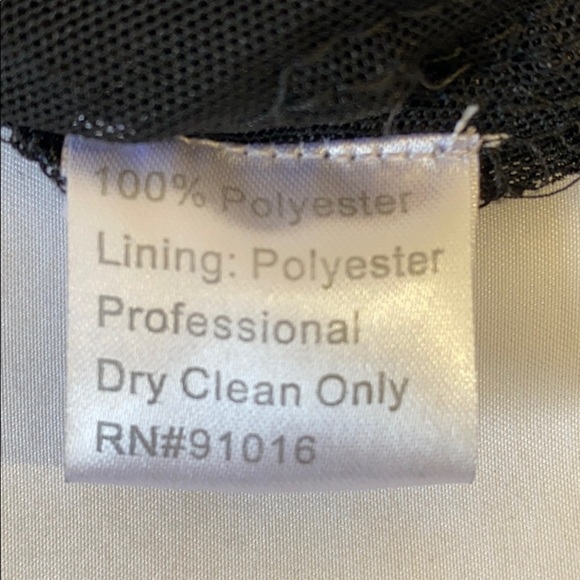 100% Polyester
Lining: Polyester
Professional
Dry Clean Only
RN#91016